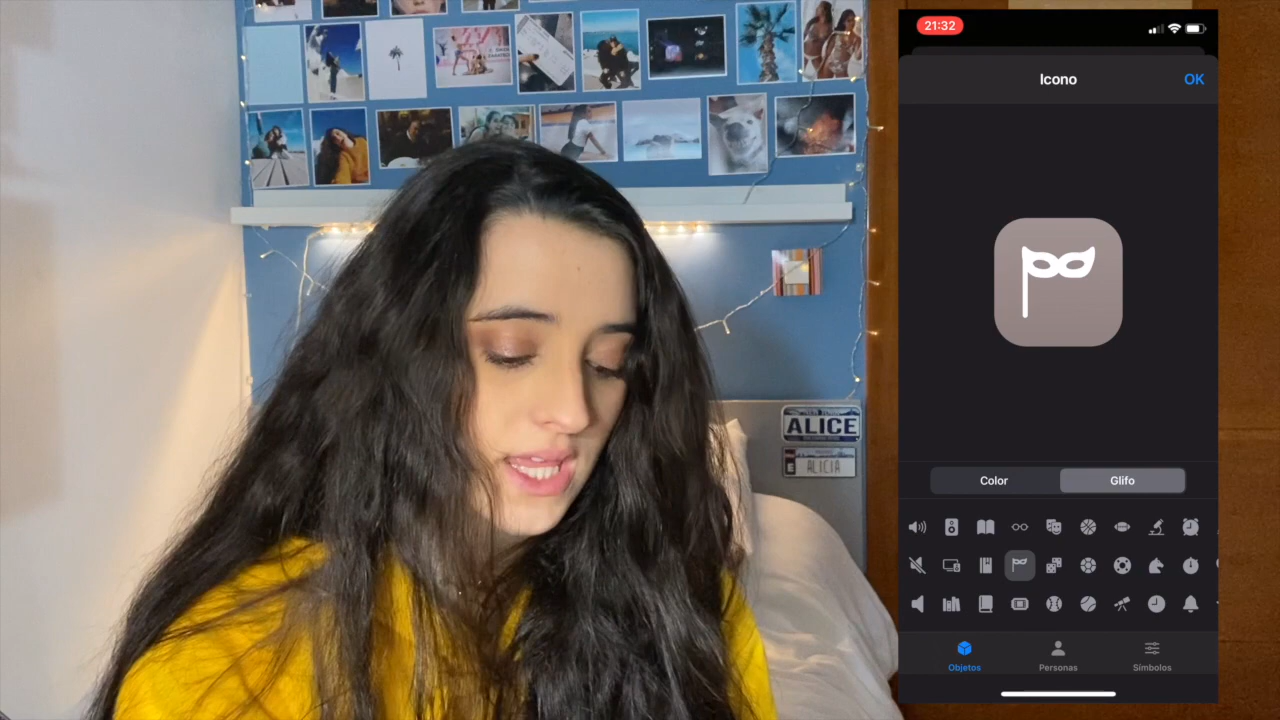 21:32
Icono
OK
ALICE
ALICIA
Color
Glifo
Objetos
Personas
Símbolos